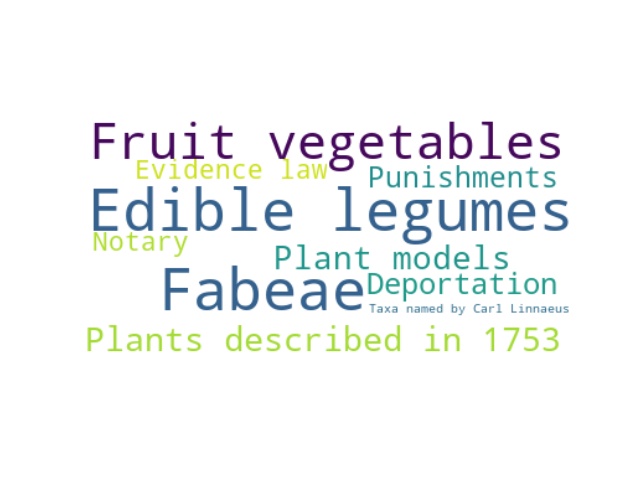 Fruit vegetables
Evidence law
Punishments
Edible legumes
Notary
Plant models
Fabeae
Deportation
Taxa named by Carl Linnaeus
Plants described in 1753